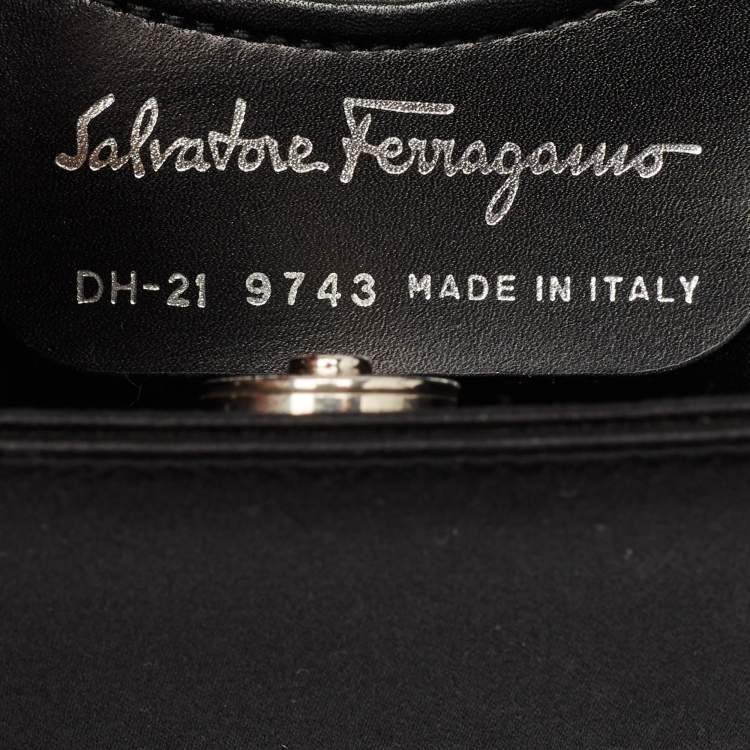 Salvatore Ferragamo
DH-21 9743 MADE IN ITALY